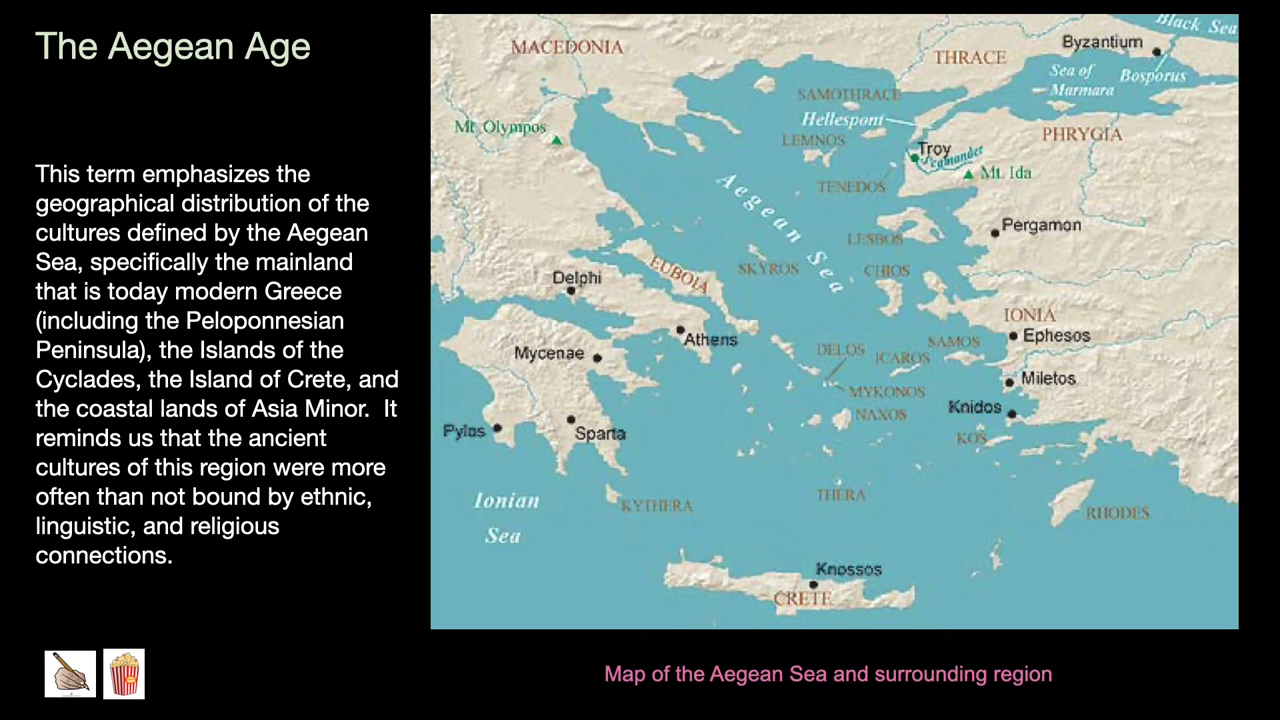 The Aegean Age
This term emphasizes the
geographical distribution of the
cultures defined by the Aegean
Sea, specifically the mainland
that is today modern Greece
(including the Peloponnesian
Peninsula), the Islands of the
Cyclades, the Island of Crete, and
the coastal lands of Asia Minor.  It
reminds us that the ancient
cultures of this region were more
often than not bound by ethnic,
linguistic, and religious
connections.
Black Sea
Byzantium
MACEDONIA
THRACE
Sea of
Marmara
Bosporus
SAMOTHRACE
Hellespont
Mt. Olympos
LEMNOS
PHRYGIA
Troy
Scamander
Mt. Ida
TENEDOS
Aegean Sea
Pergamon
LESBOS
EUBOIA
SKYROS
CHIOS
Delphi
IONIA
Athens
Ephesos
Mycenae
DELOS
SAMOS
ICAROS
Miletos
MYKONOS
Knidos
NAXOS
Pylos
Sparta
KOS
THERA
Ionian
Sea
KYTHERA
RHODES
Knossos
CRETE
Map of the Aegean Sea and surrounding region